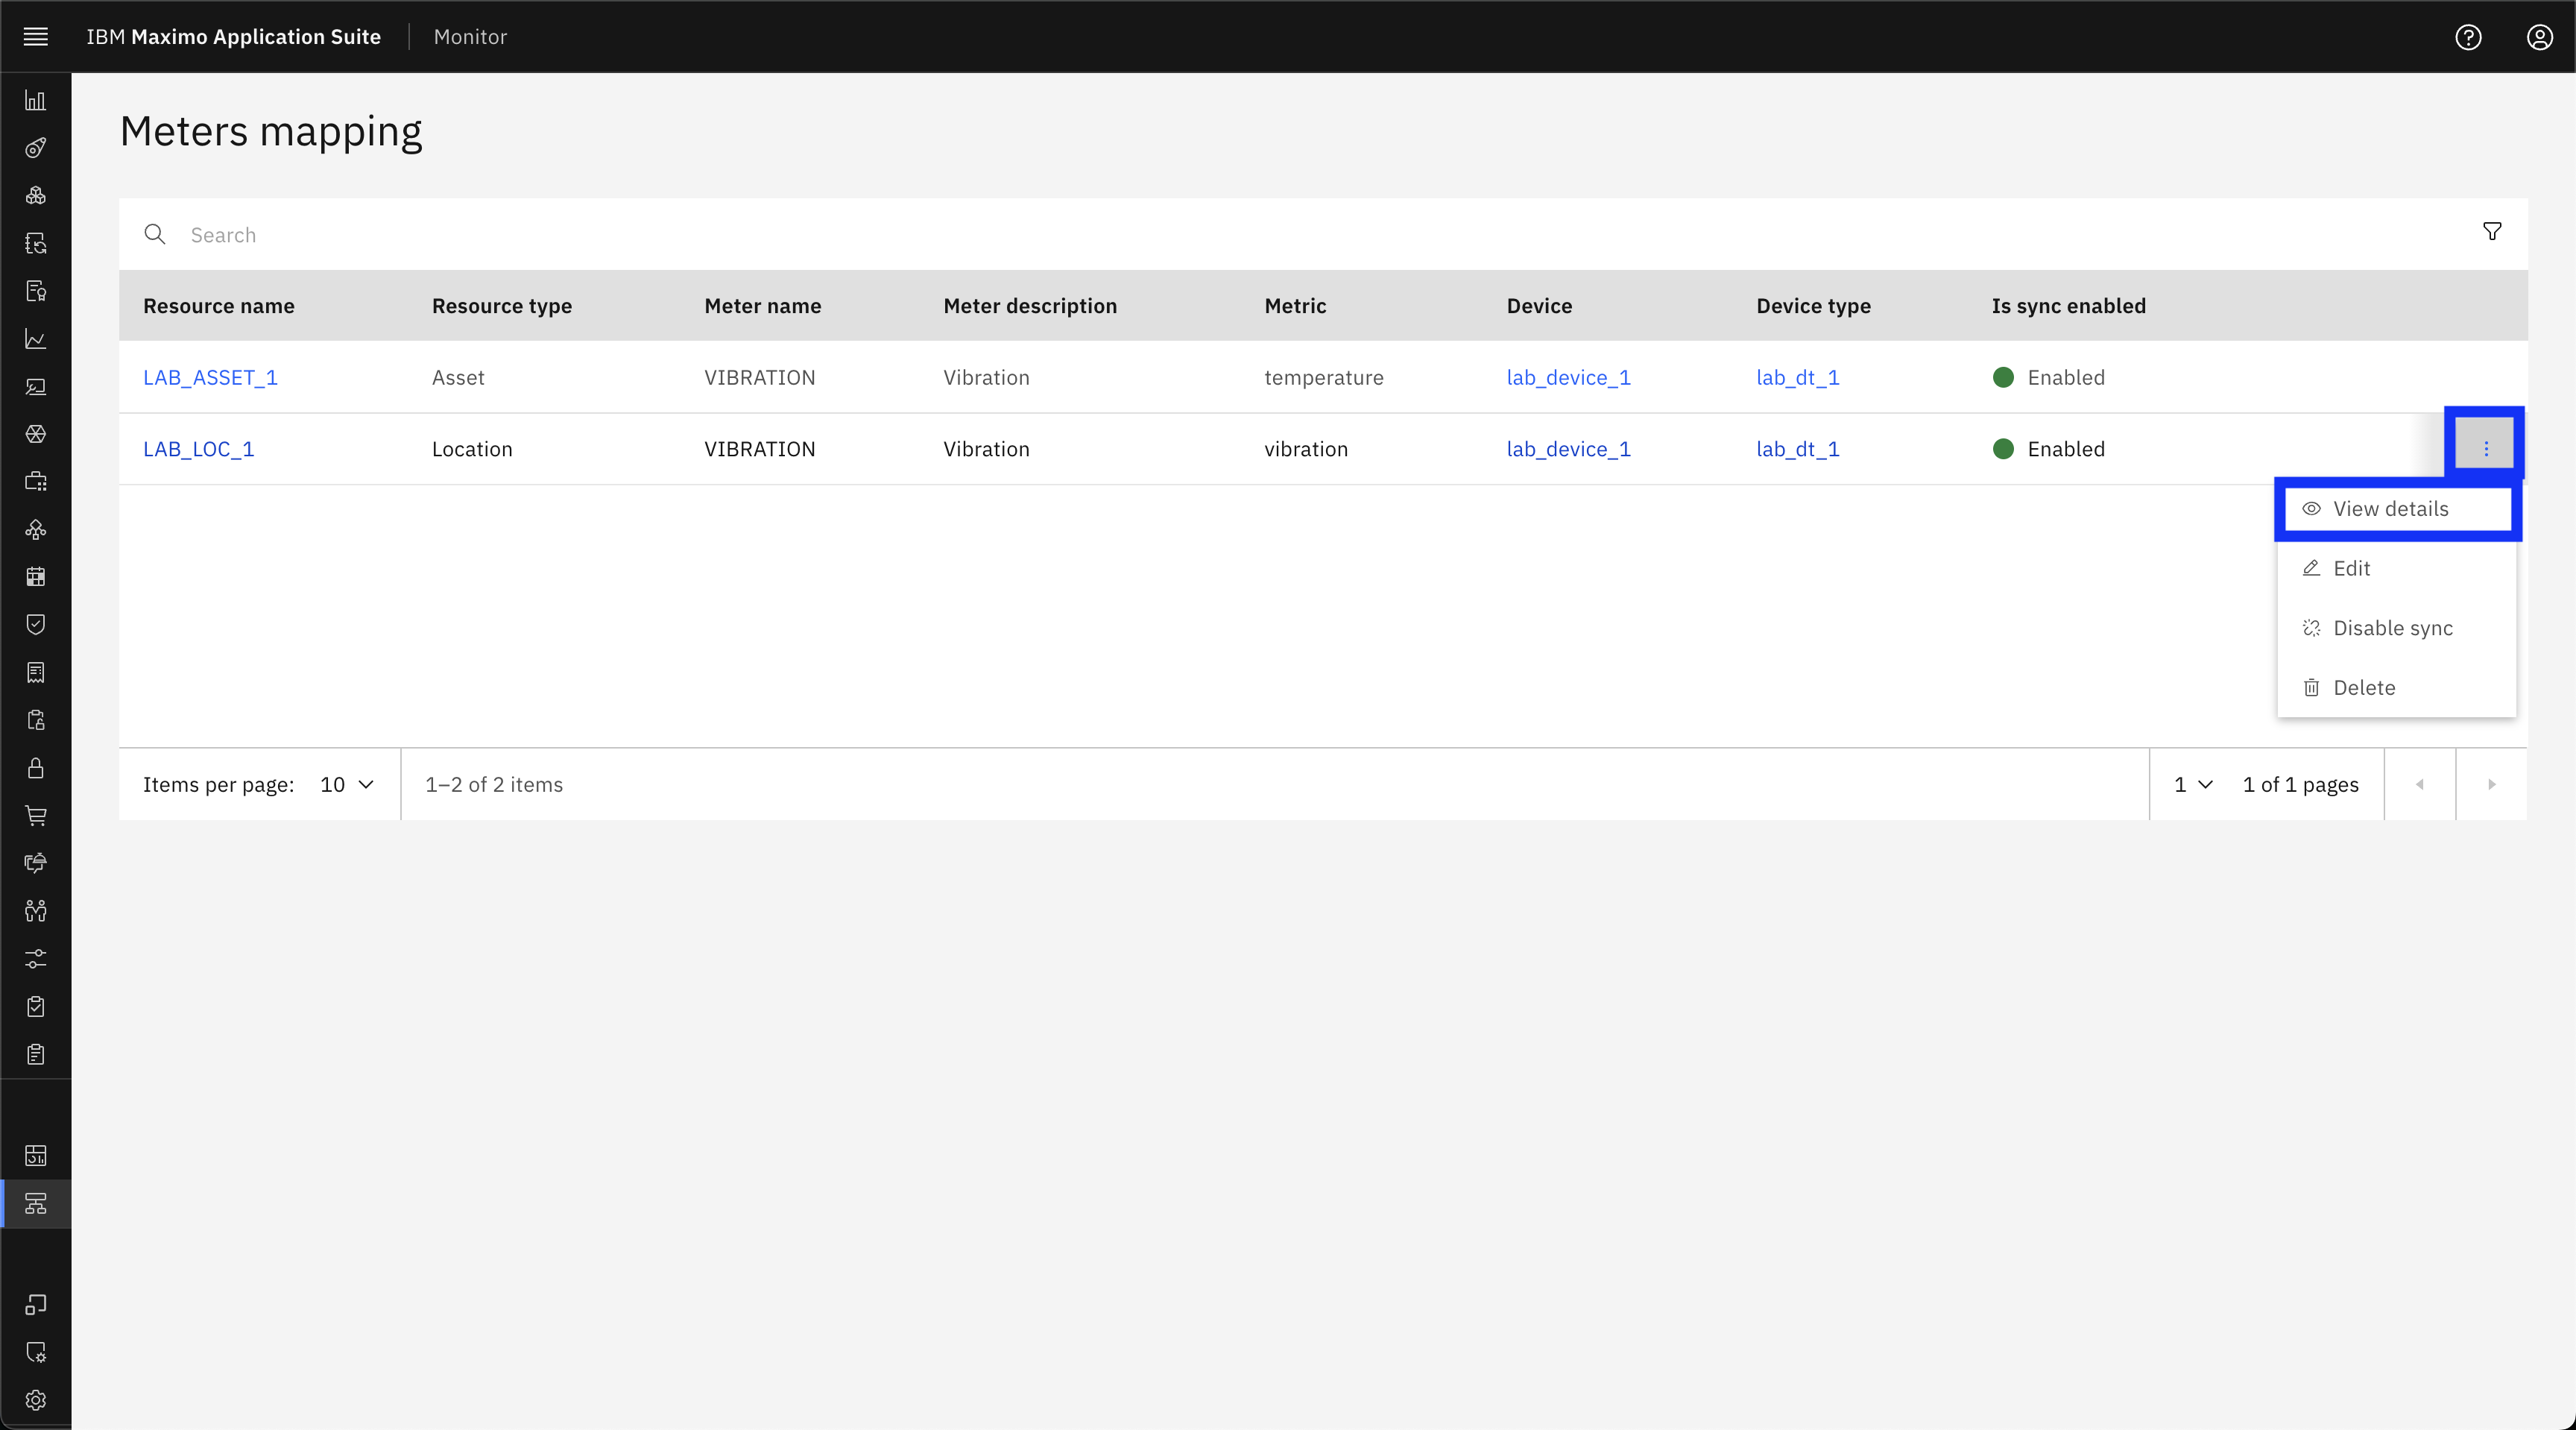 IBM Maximo Application Suite Monitor
Meters mapping
Search
Resource name Resource type Meter name Meter description Metric Device Device type Is sync enabled
LAB_ASSET_1 Asset VIBRATION Vibration temperature lab_device_1 lab_dt_1 Enabled
LAB_LOC_1 Location VIBRATION Vibration vibration lab_device_1 lab_dt_1 Enabled
View details
Edit
Disable sync
Delete
Items per page: 10 1–2 of 2 items 1 1 of 1 pages